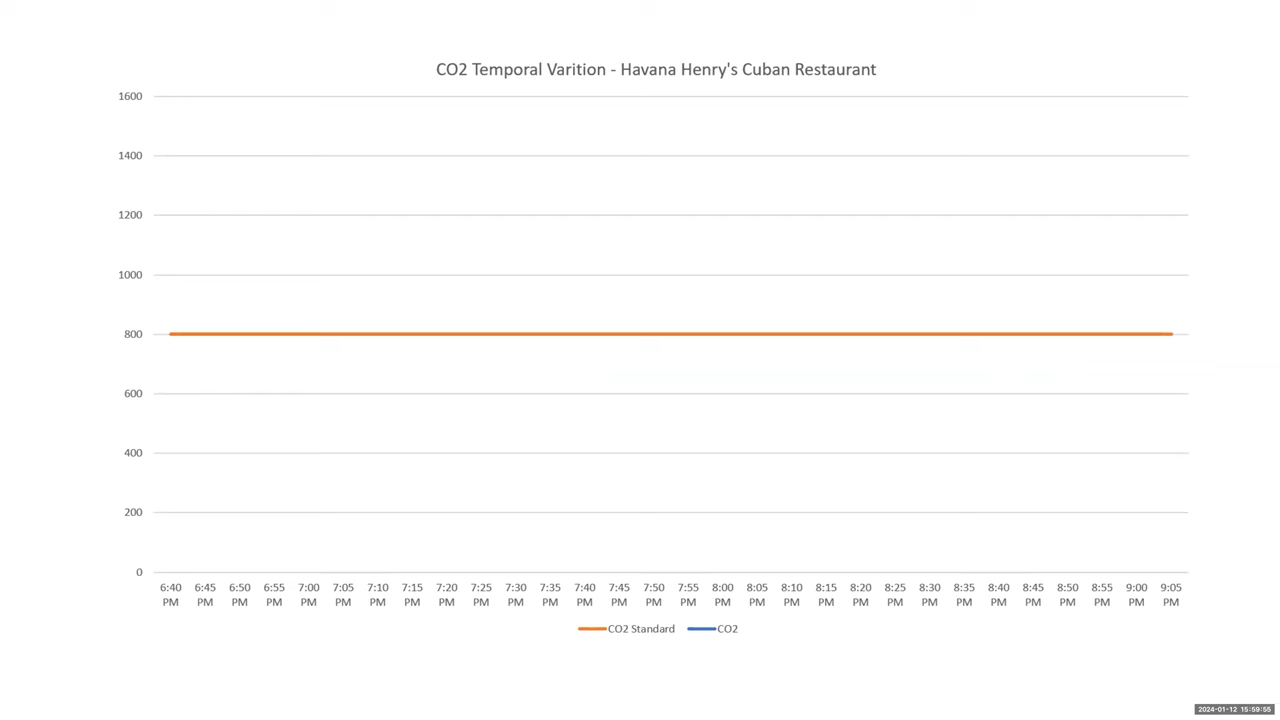 CO2 Temporal Varition - Havana Henry's Cuban Restaurant
1600
1400
1200
1000
800
600
400
200
0
6:40 6:45 6:50 6:55 7:00 7:05 7:10 7:15 7:20 7:25 7:30 7:35 7:40 7:45 7:50 7:55 8:00 8:05 8:10 8:15 8:20 8:25 8:30 8:35 8:40 8:45 8:50 8:55 9:00 9:05
PM PM PM PM PM PM PM PM PM PM PM PM PM PM PM PM PM PM PM PM PM PM PM PM PM PM PM PM PM PM
CO2 Standard CO2
2024-01-12 15:59:55